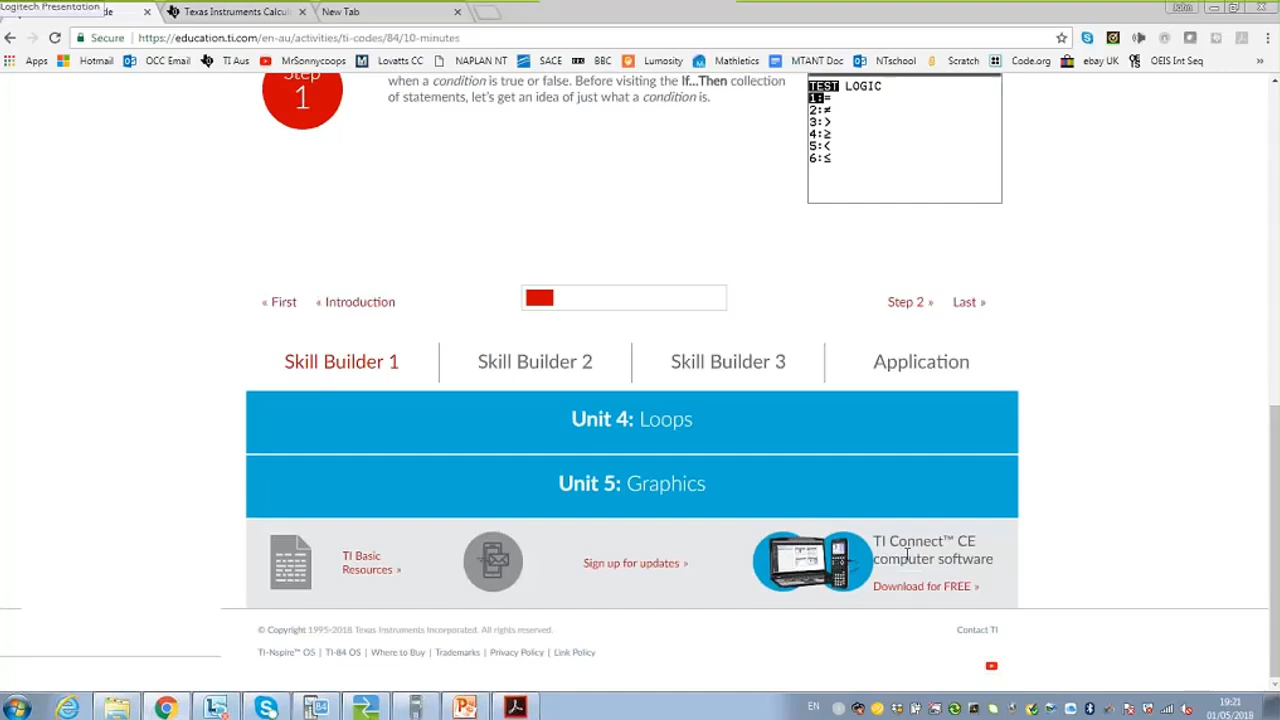 Logitech Presentation
de
Texas Instruments Calcul
New Tab
John
Secure
https://education.ti.com/en-au/activities/ti-codes/84/10-minutes
Apps
Hotmail
OCC Email
TI Aus
MrSonnycoops
Lovatts CC
NAPLAN NT
SACE
BBC
Lumosity
Mathletics
MTANT Doc
NTschool
Scratch
Code.org
ebay UK
OEIS Int Seq
»
Step
1
when a condition is true or false. Before visiting the If...Then collection
of statements, let's get an idea of just what a condition is.
TEST LOGIC
1:=
2:≠
3:>
4:≥
5:<
6:≤
« First
« Introduction
Step 2 »
Last »
Skill Builder 1
Skill Builder 2
Skill Builder 3
Application
Unit 4: Loops
Unit 5: Graphics
TI Basic
Resources »
Sign up for updates »
TI Connect™ CE
computer software
Download for FREE »
© Copyright 1995-2018 Texas Instruments Incorporated. All rights reserved.
Contact TI
TI-Nspire™ OS | TI-84 OS | Where to Buy | Trademarks | Privacy Policy | Link Policy
84
EN
19:21
01/05/2018